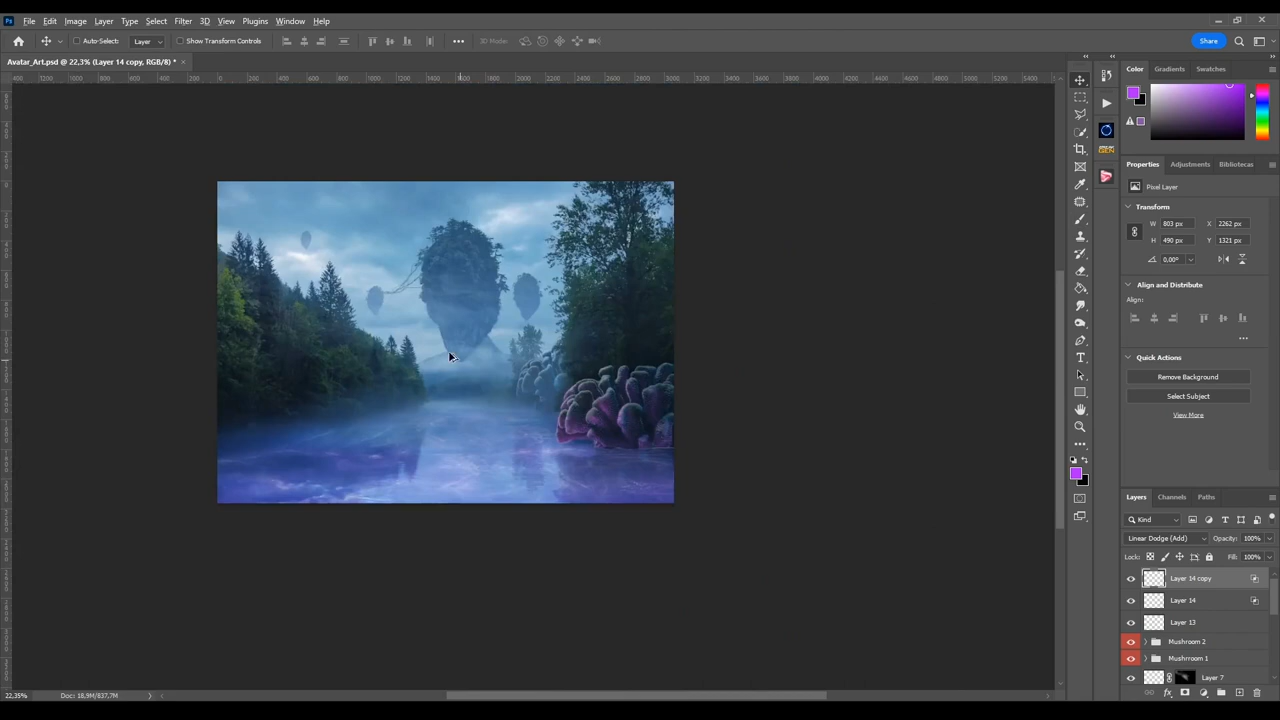 Ps File Edit Image Layer Type Select Filter 3D View Plugins Window Help
Auto-Select: Layer Show Transform Controls 3D Mode: Share
Avatar_Art.psd @ 22,3% (Layer 14 copy, RGB/8) *
Color Gradients Swatches
Properties Adjustments Bibliotecas
Pixel Layer
Transform
W 803 px X 2262 px
H 490 px Y 1321 px
0,00°
Align and Distribute
Align:
Quick Actions
Remove Background
Select Subject
View More
Layers Channels Paths
Kind
Linear Dodge (Add) Opacity: 100%
Lock: Fill: 100%
Layer 14 copy
Layer 14
Layer 13
Mushroom 2
Mushrroom 1
Layer 7
22,35% Doc: 18,9M/837,7M